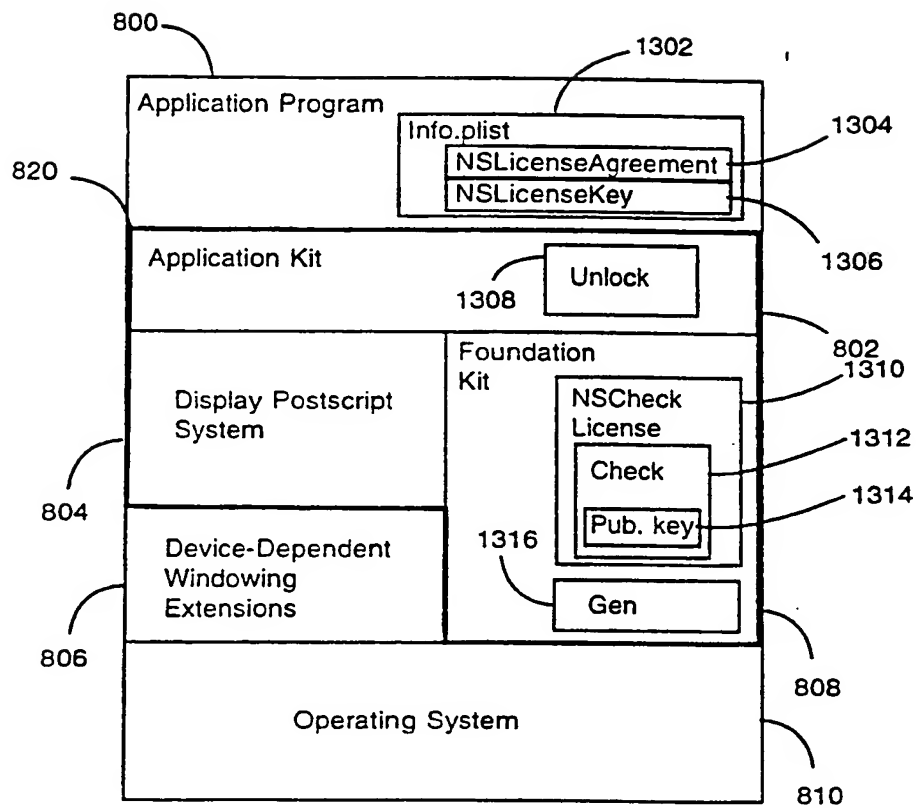 800
1302
Application Program
Info.plist
1304
NSLicenseAgreement
820
NSLicenseKey
Application Kit
1306
1308
Unlock
802
Foundation
Kit
1310
Display Postscript
System
NSCheck
License
1312
Check
804
1314
Pub. key
1316
Device-Dependent
Windowing
Extensions
Gen
806
808
Operating System
810